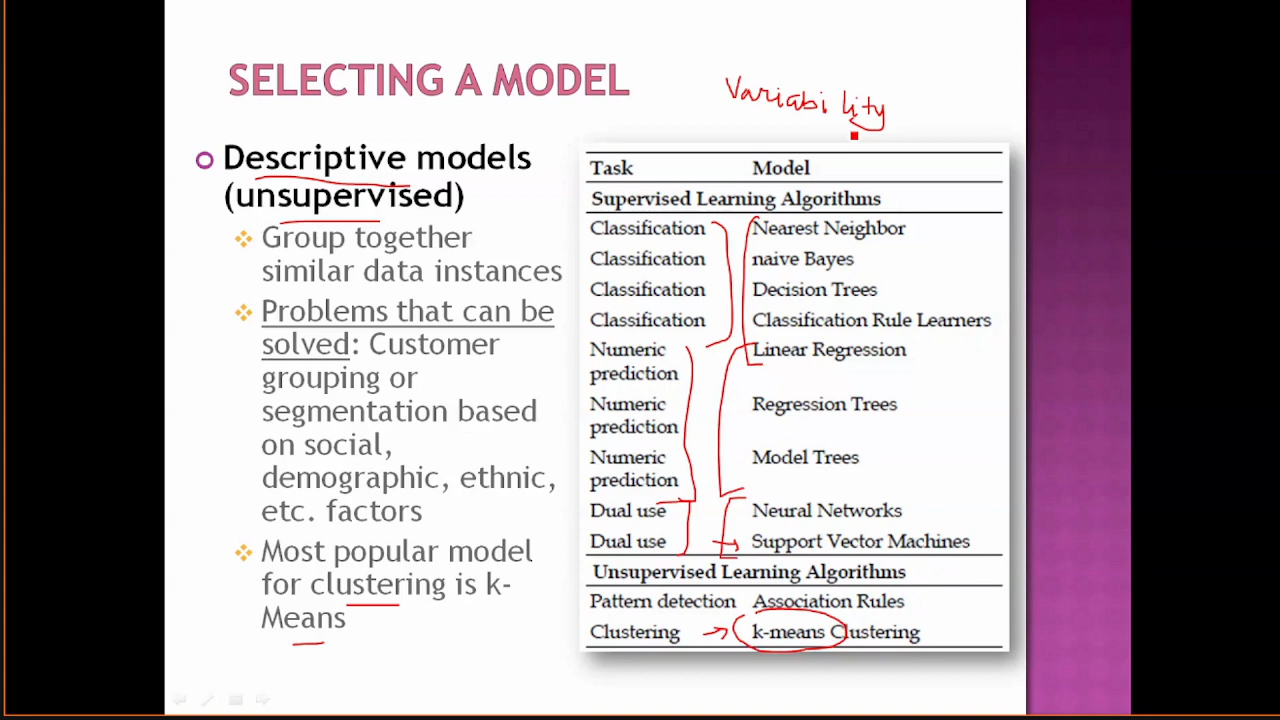 SELECTING A MODEL
Variability
Descriptive models
(unsupervised)
Group together
similar data instances
Problems that can be
solved: Customer
grouping or
segmentation based
on social,
demographic, ethnic,
etc. factors
Most popular model
for clustering is k-
Means
Task Model
Supervised Learning Algorithms
Classification Nearest Neighbor
Classification naive Bayes
Classification Decision Trees
Classification Classification Rule Learners
Numeric Linear Regression
prediction
Numeric Regression Trees
prediction
Numeric Model Trees
prediction
Dual use Neural Networks
Dual use Support Vector Machines
Unsupervised Learning Algorithms
Pattern detection Association Rules
Clustering k-means Clustering